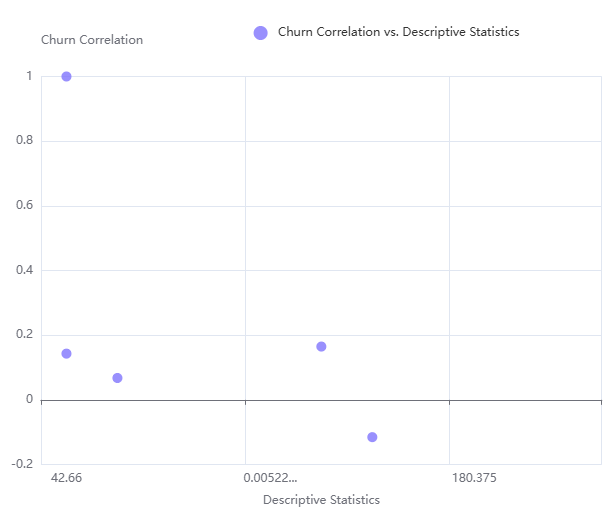 Churn Correlation vs. Descriptive Statistics
Churn Correlation
1
0.8
0.6
0.4
0.2
0
-0.2
42.66 0.00522... 180.375
Descriptive Statistics